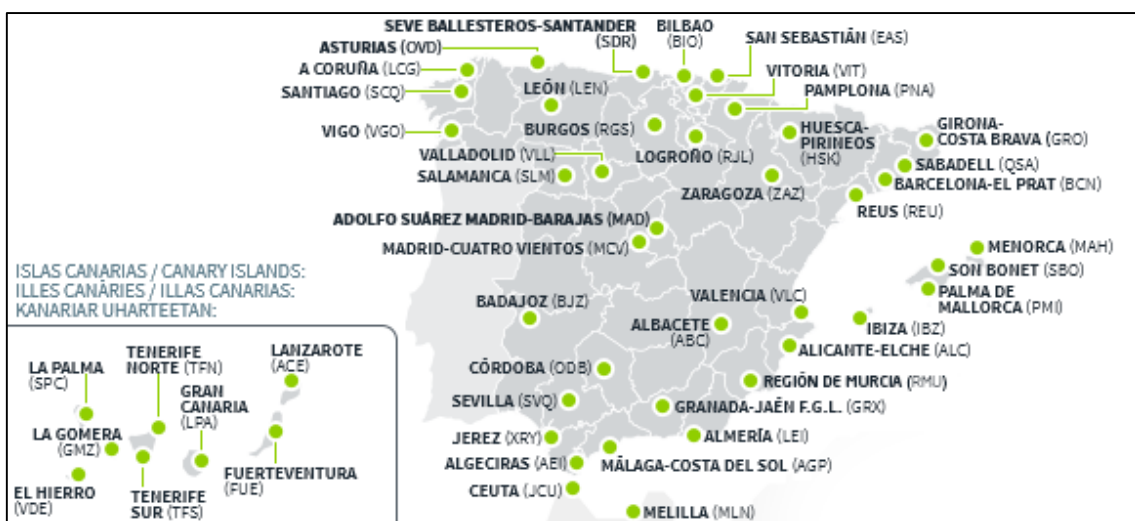 SEVE BALLESTEROS-SANTANDER
(SDR)
BILBAO
(BIO)
SAN SEBASTIÁN (EAS)
ASTURIAS (OVD)
A CORUÑA (LCG)
VITORIA (VIT)
SANTIAGO (SCQ)
LEÓN (LEN)
PAMPLONA (PNA)
VIGO (VGO)
BURGOS (RGS)
HUESCA-
PIRINEOS
(HSK)
GIRONA-
COSTA BRAVA (GRO)
VALLADOLID (VLL)
LOGROÑO (RJL)
SABADELL (QSA)
SALAMANCA (SLM)
BARCELONA-EL PRAT (BCN)
ZARAGOZA (ZAZ)
REUS (REU)
ADOLFO SUÁREZ MADRID-BARAJAS (MAD)
MADRID-CUATRO VIENTOS (MCV)
MENORCA (MAH)
SON BONET (SBO)
PALMA DE
MALLORCA (PMI)
IBIZA (IBZ)
BADAJOZ (BJZ)
VALENCIA (VLC)
ALBACETE
(ABC)
ALICANTE-ELCHE (ALC)
CÓRDOBA (ODB)
REGIÓN DE MURCIA (RMU)
SEVILLA (SVQ)
GRANADA-JAÉN F.G.L. (GRX)
JEREZ (XRY)
ALMERÍA (LEI)
ALGECIRAS (AEI)
MÁLAGA-COSTA DEL SOL (AGP)
CEUTA (JCU)
MELILLA (MLN)
ISLAS CANARIAS / CANARY ISLANDS:
ILLES CANÀRIES / ILLAS CANARIAS:
KANARIAR UHARTEETAN:
LA PALMA
(SPC)
TENERIFE
NORTE (TFN)
LANZAROTE
(ACE)
GRAN
CANARIA
(LPA)
LA GOMERA
(GMZ)
FUERTEVENTURA
(FUE)
EL HIERRO
(VDE)
TENERIFE
SUR (TFS)